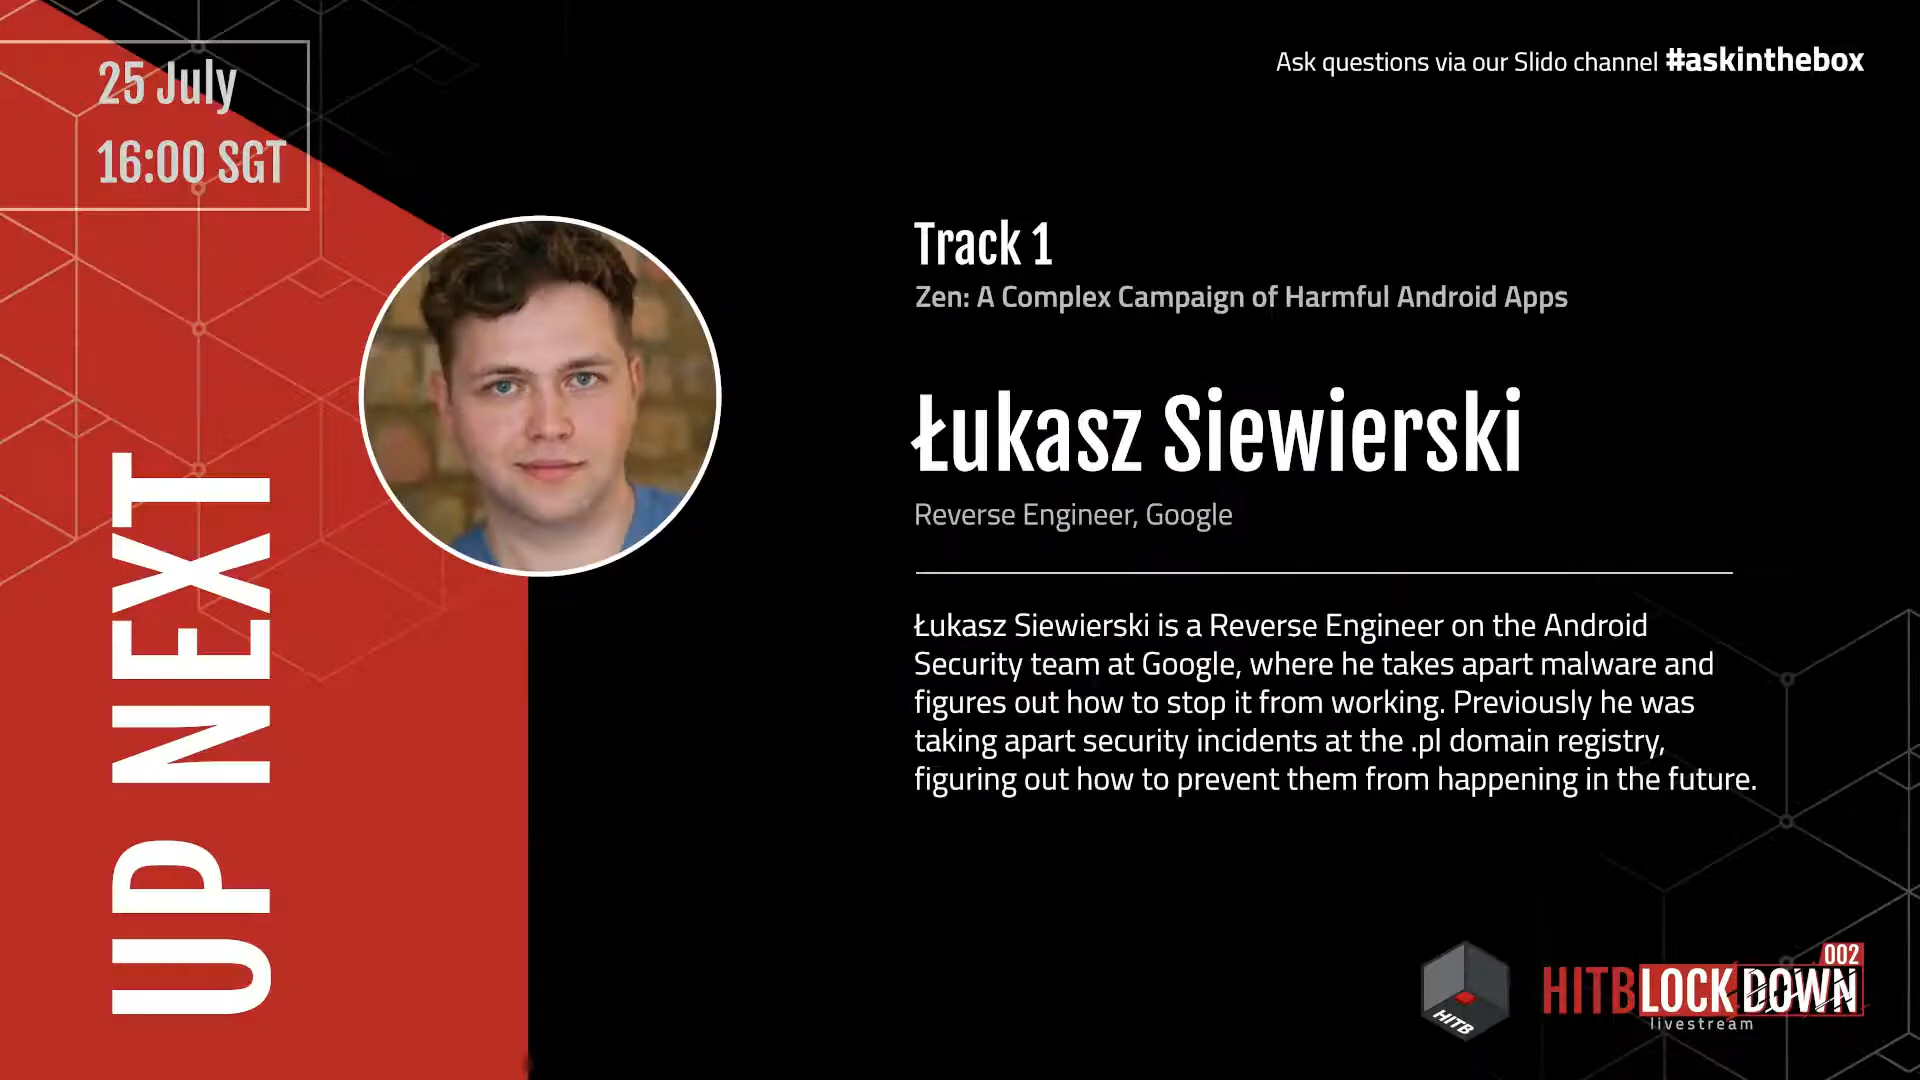 25 July
16:00 SGT
Ask questions via our Slido channel #askinthebox
UP NEXT
Track 1
Zen: A Complex Campaign of Harmful Android Apps
Łukasz Siewierski
Reverse Engineer, Google
Łukasz Siewierski is a Reverse Engineer on the Android
Security team at Google, where he takes apart malware and
figures out how to stop it from working. Previously he was
taking apart security incidents at the .pl domain registry,
figuring out how to prevent them from happening in the future.
HITB
002
HITBLOCKDOWN
livestream